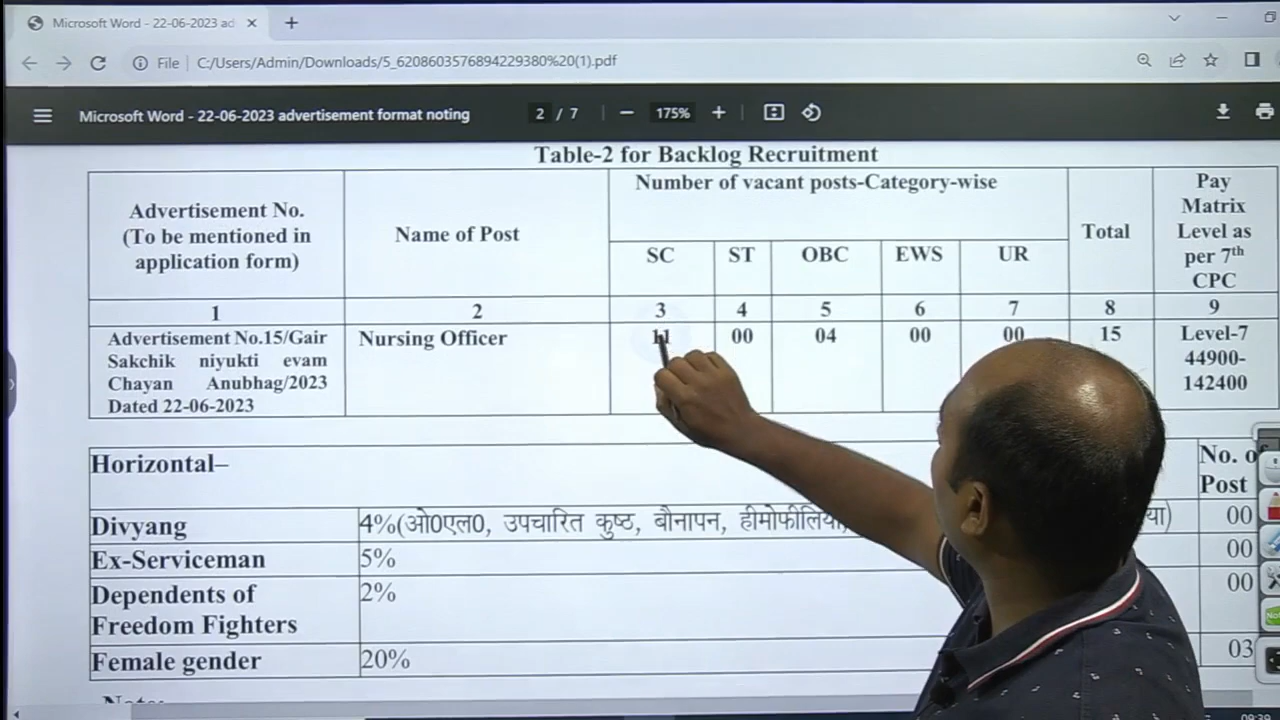 Microsoft Word - 22-06-2023 ad
File C:/Users/Admin/Downloads/5_6208603576894229380%20(1).pdf
Microsoft Word - 22-06-2023 advertisement format noting 2 / 7 175%
Table-2 for Backlog Recruitment
Advertisement No.
(To be mentioned in
application form)
Name of Post
Number of vacant posts-Category-wise
SC ST OBC EWS UR
Total
Pay
Matrix
Level as
per 7th
CPC
1 2 3 4 5 6 7 8 9
Advertisement No.15/Gair
Sakchik niyukti evam
Chayan Anubhag/2023
Dated 22-06-2023
Nursing Officer
11 00 04 00 00 15
Level-7
44900-
142400
Horizontal–
No. of
Post
Divyang 4%(ओ0एल0, उपचारित कुष्ठ, बौनापन, हीमोफीलिया, 00
Ex-Serviceman 5% 00
Dependents of
Freedom Fighters
2% 00
Female gender 20% 03